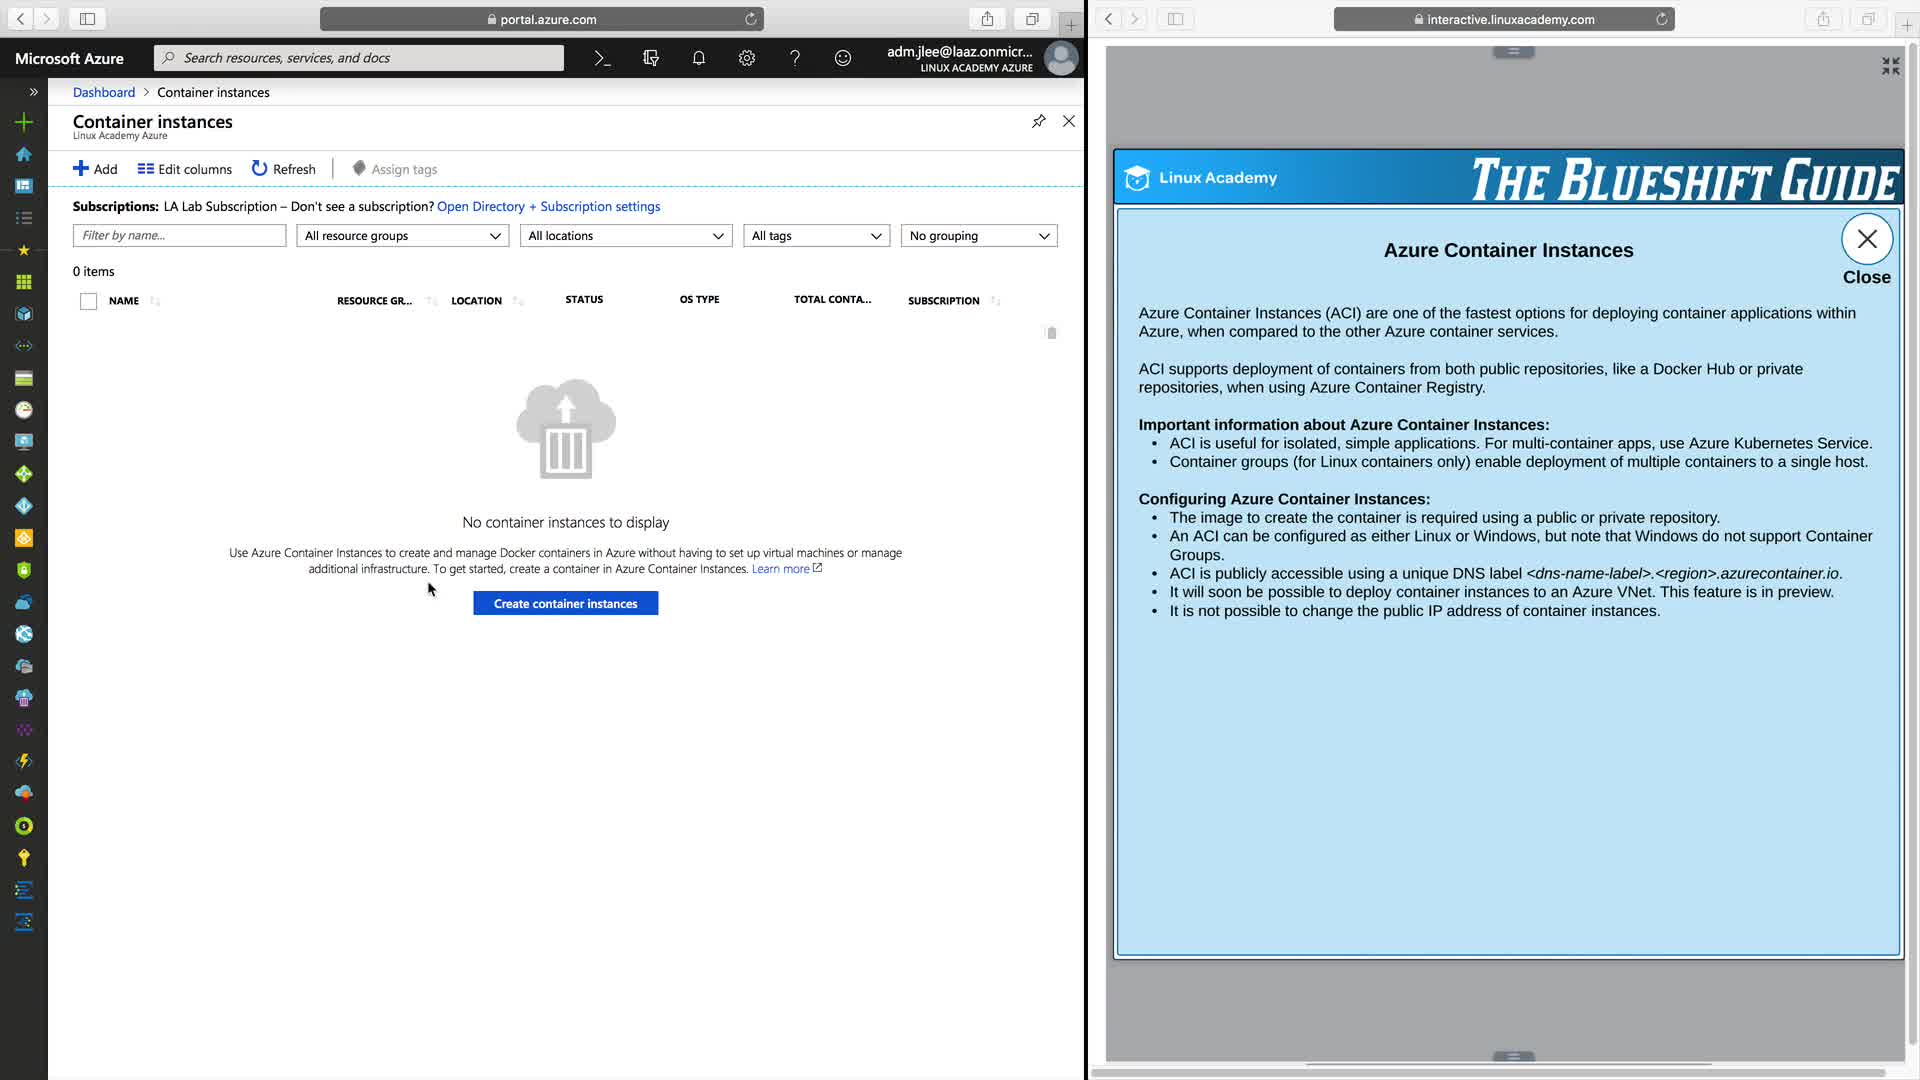 portal.azure.com
Microsoft Azure
Search resources, services, and docs
adm.jlee@laaz.onmicr...
LINUX ACADEMY AZURE
Dashboard > Container instances
Container instances
Linux Academy Azure
Add
Edit columns
Refresh
Assign tags
Subscriptions: LA Lab Subscription – Don't see a subscription? Open Directory + Subscription settings
Filter by name...
All resource groups
All locations
All tags
No grouping
0 items
NAME
RESOURCE GR...
LOCATION
STATUS
OS TYPE
TOTAL CONTA...
SUBSCRIPTION
No container instances to display
Use Azure Container Instances to create and manage Docker containers in Azure without having to set up virtual machines or manage
additional infrastructure. To get started, create a container in Azure Container Instances. Learn more
Create container instances
interactive.linuxacademy.com
Linux Academy
THE BLUESHIFT GUIDE
Azure Container Instances
Close
Azure Container Instances (ACI) are one of the fastest options for deploying container applications within
Azure, when compared to the other Azure container services.
ACI supports deployment of containers from both public repositories, like a Docker Hub or private
repositories, when using Azure Container Registry.
Important information about Azure Container Instances:
• ACI is useful for isolated, simple applications. For multi-container apps, use Azure Kubernetes Service.
• Container groups (for Linux containers only) enable deployment of multiple containers to a single host.
Configuring Azure Container Instances:
• The image to create the container is required using a public or private repository.
• An ACI can be configured as either Linux or Windows, but note that Windows do not support Container
Groups.
• ACI is publicly accessible using a unique DNS label <dns-name-label>.<region>.azurecontainer.io.
• It will soon be possible to deploy container instances to an Azure VNet. This feature is in preview.
• It is not possible to change the public IP address of container instances.